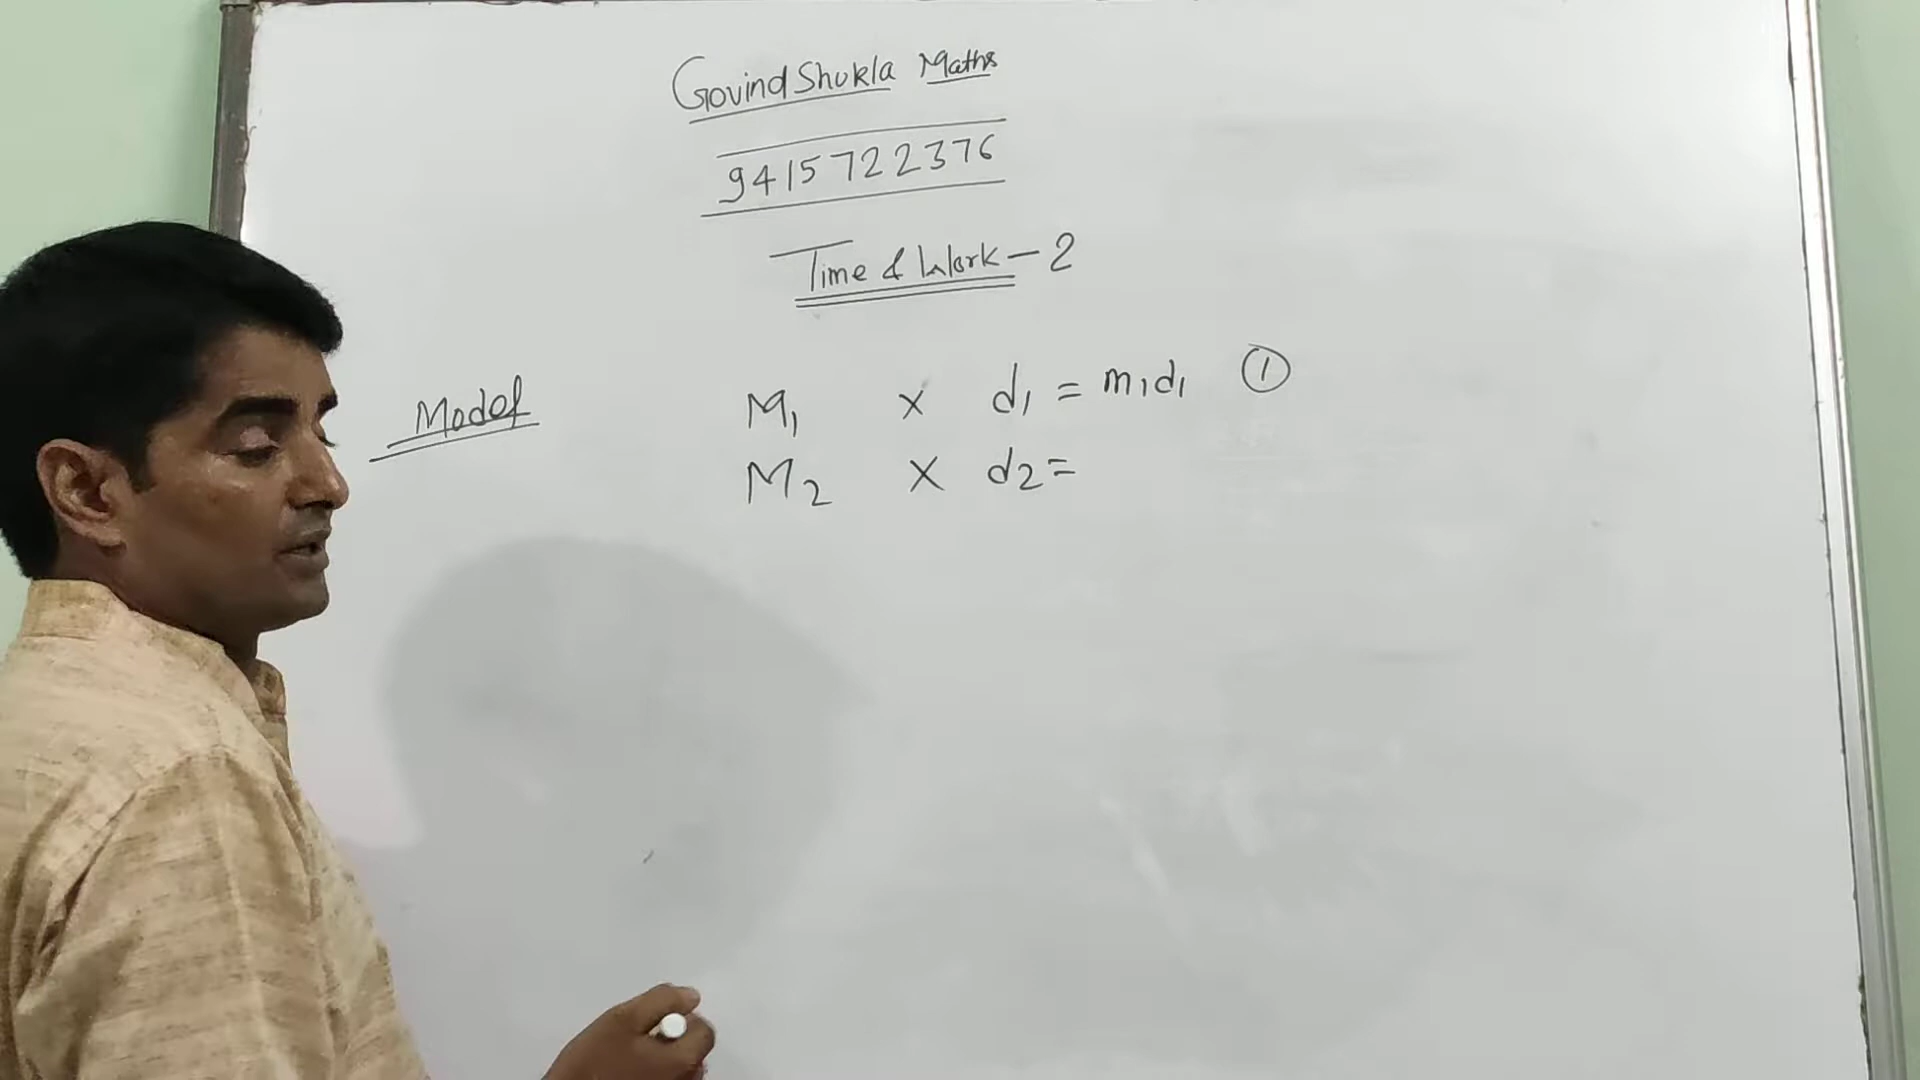 Govind Shukla Maths
9415722376
Time & Work - 2
Model
M₁ × d₁ = m₁d₁ ①
M₂ × d₂ =